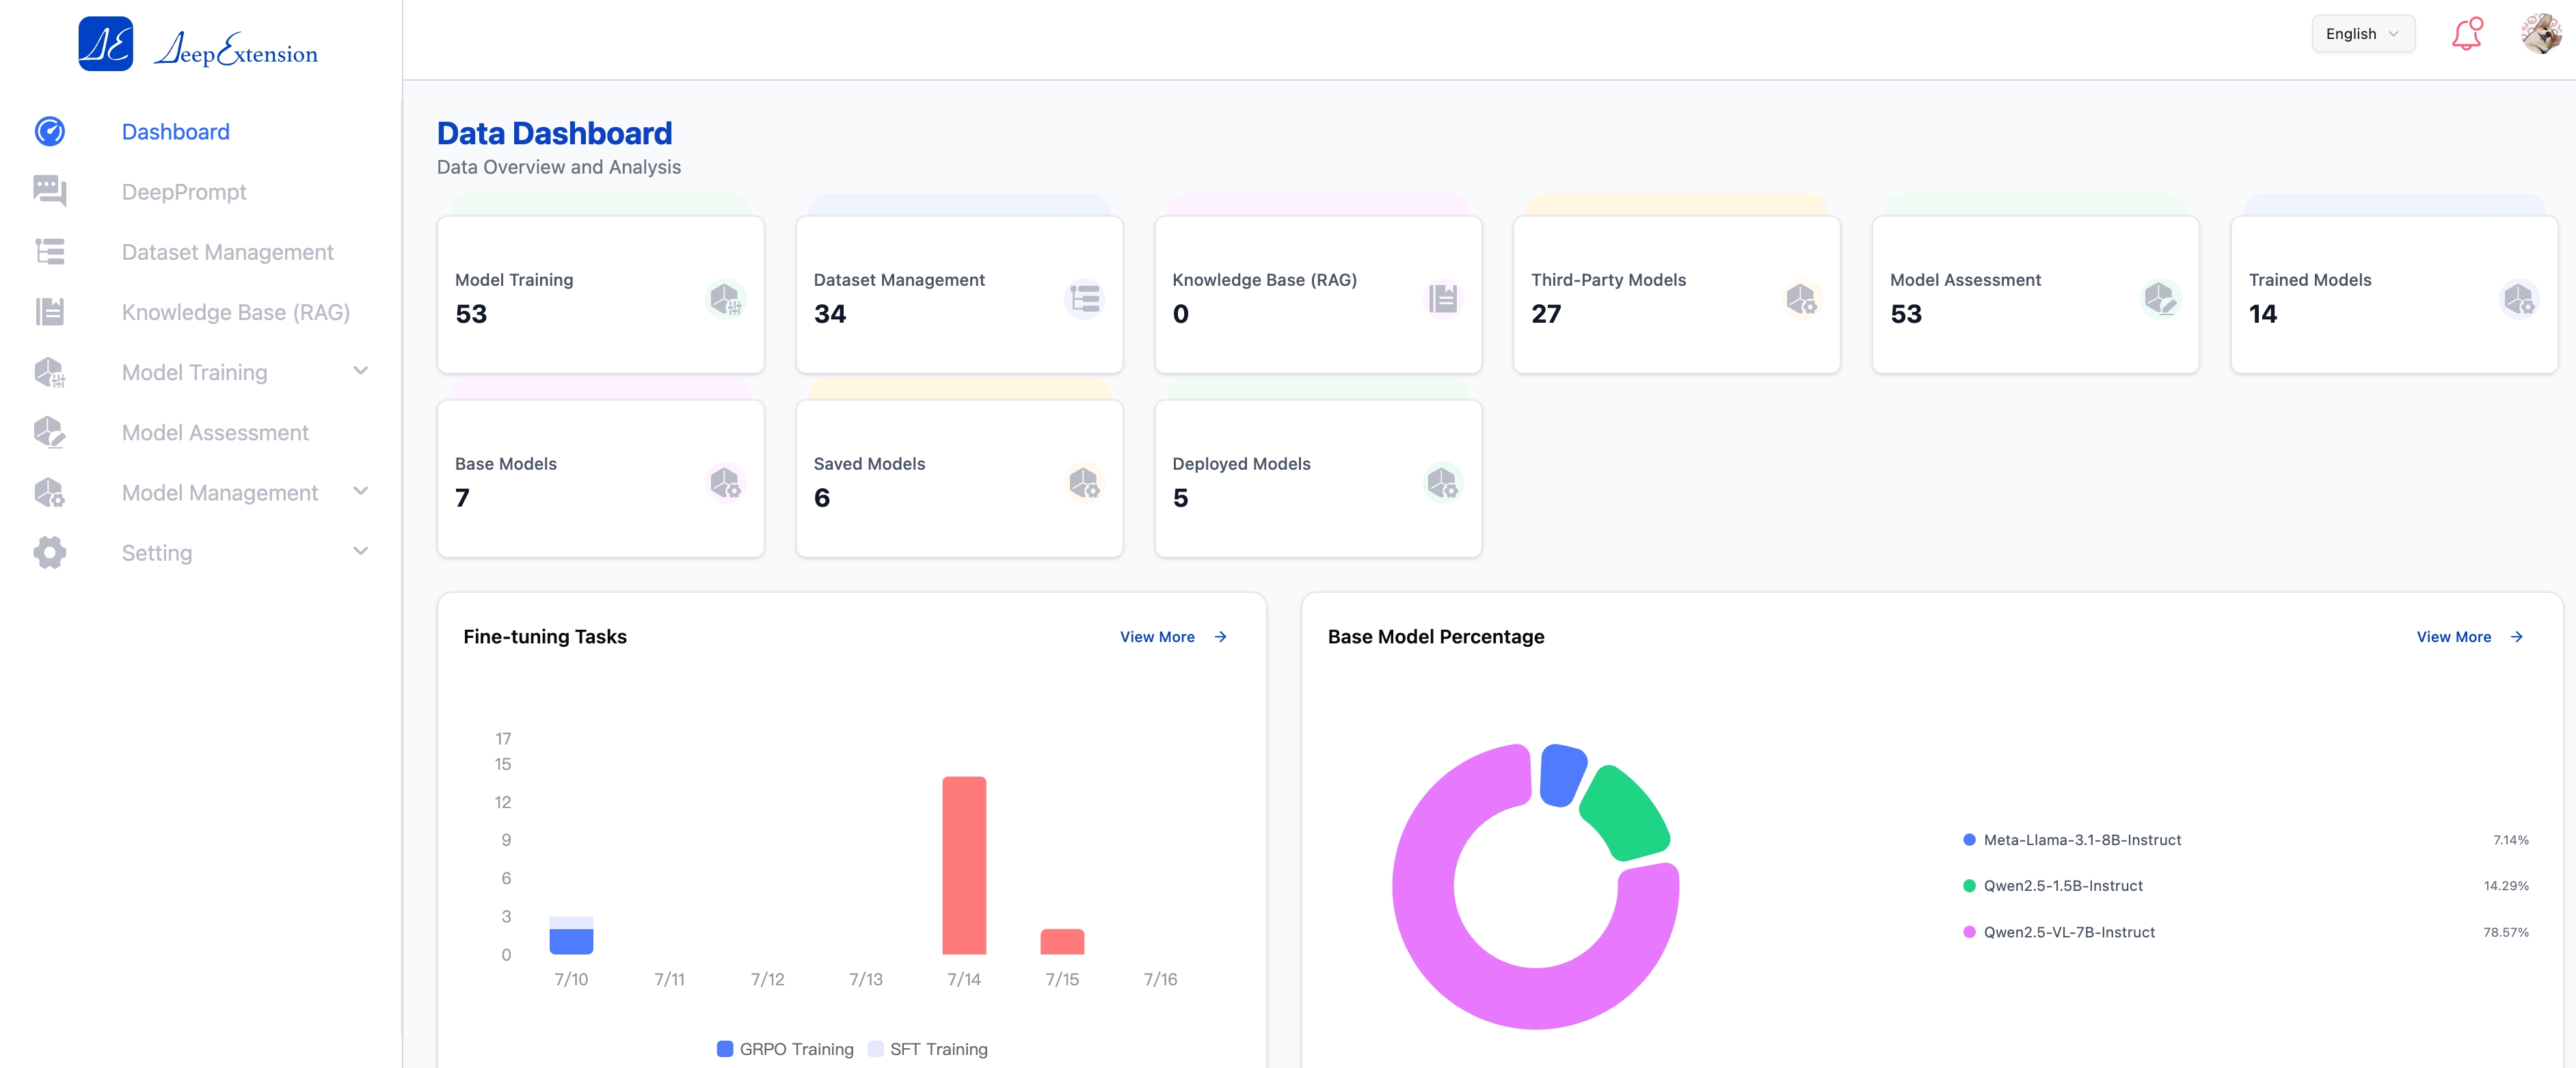 DeepExtension
English
Dashboard
DeepPrompt
Dataset Management
Knowledge Base (RAG)
Model Training
Model Assessment
Model Management
Setting
Data Dashboard
Data Overview and Analysis
Model Training
53
Dataset Management
34
Knowledge Base (RAG)
0
Third-Party Models
27
Model Assessment
53
Trained Models
14
Base Models
7
Saved Models
6
Deployed Models
5
Fine-tuning Tasks
View More
17
15
12
9
6
3
0
7/10 7/11 7/12 7/13 7/14 7/15 7/16
GRPO Training SFT Training
Base Model Percentage
View More
Meta-Llama-3.1-8B-Instruct 7.14%
Qwen2.5-1.5B-Instruct 14.29%
Qwen2.5-VL-7B-Instruct 78.57%